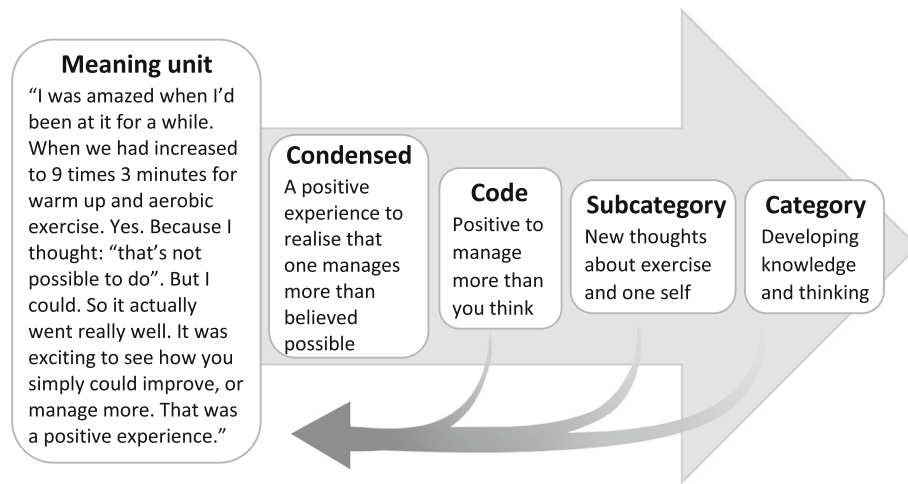 Meaning unit
“I was amazed when I’d
been at it for a while.
When we had increased
to 9 times 3 minutes for
warm up and aerobic
exercise. Yes. Because I
thought: “that’s not
possible to do”. But I
could. So it actually
went really well. It was
exciting to see how you
simply could improve, or
manage more. That was
a positive experience.”
Condensed
A positive
experience to
realise that
one manages
more than
believed
possible
Code
Positive to
manage
more than
you think
Subcategory
New thoughts
about exercise
and one self
Category
Developing
knowledge
and thinking